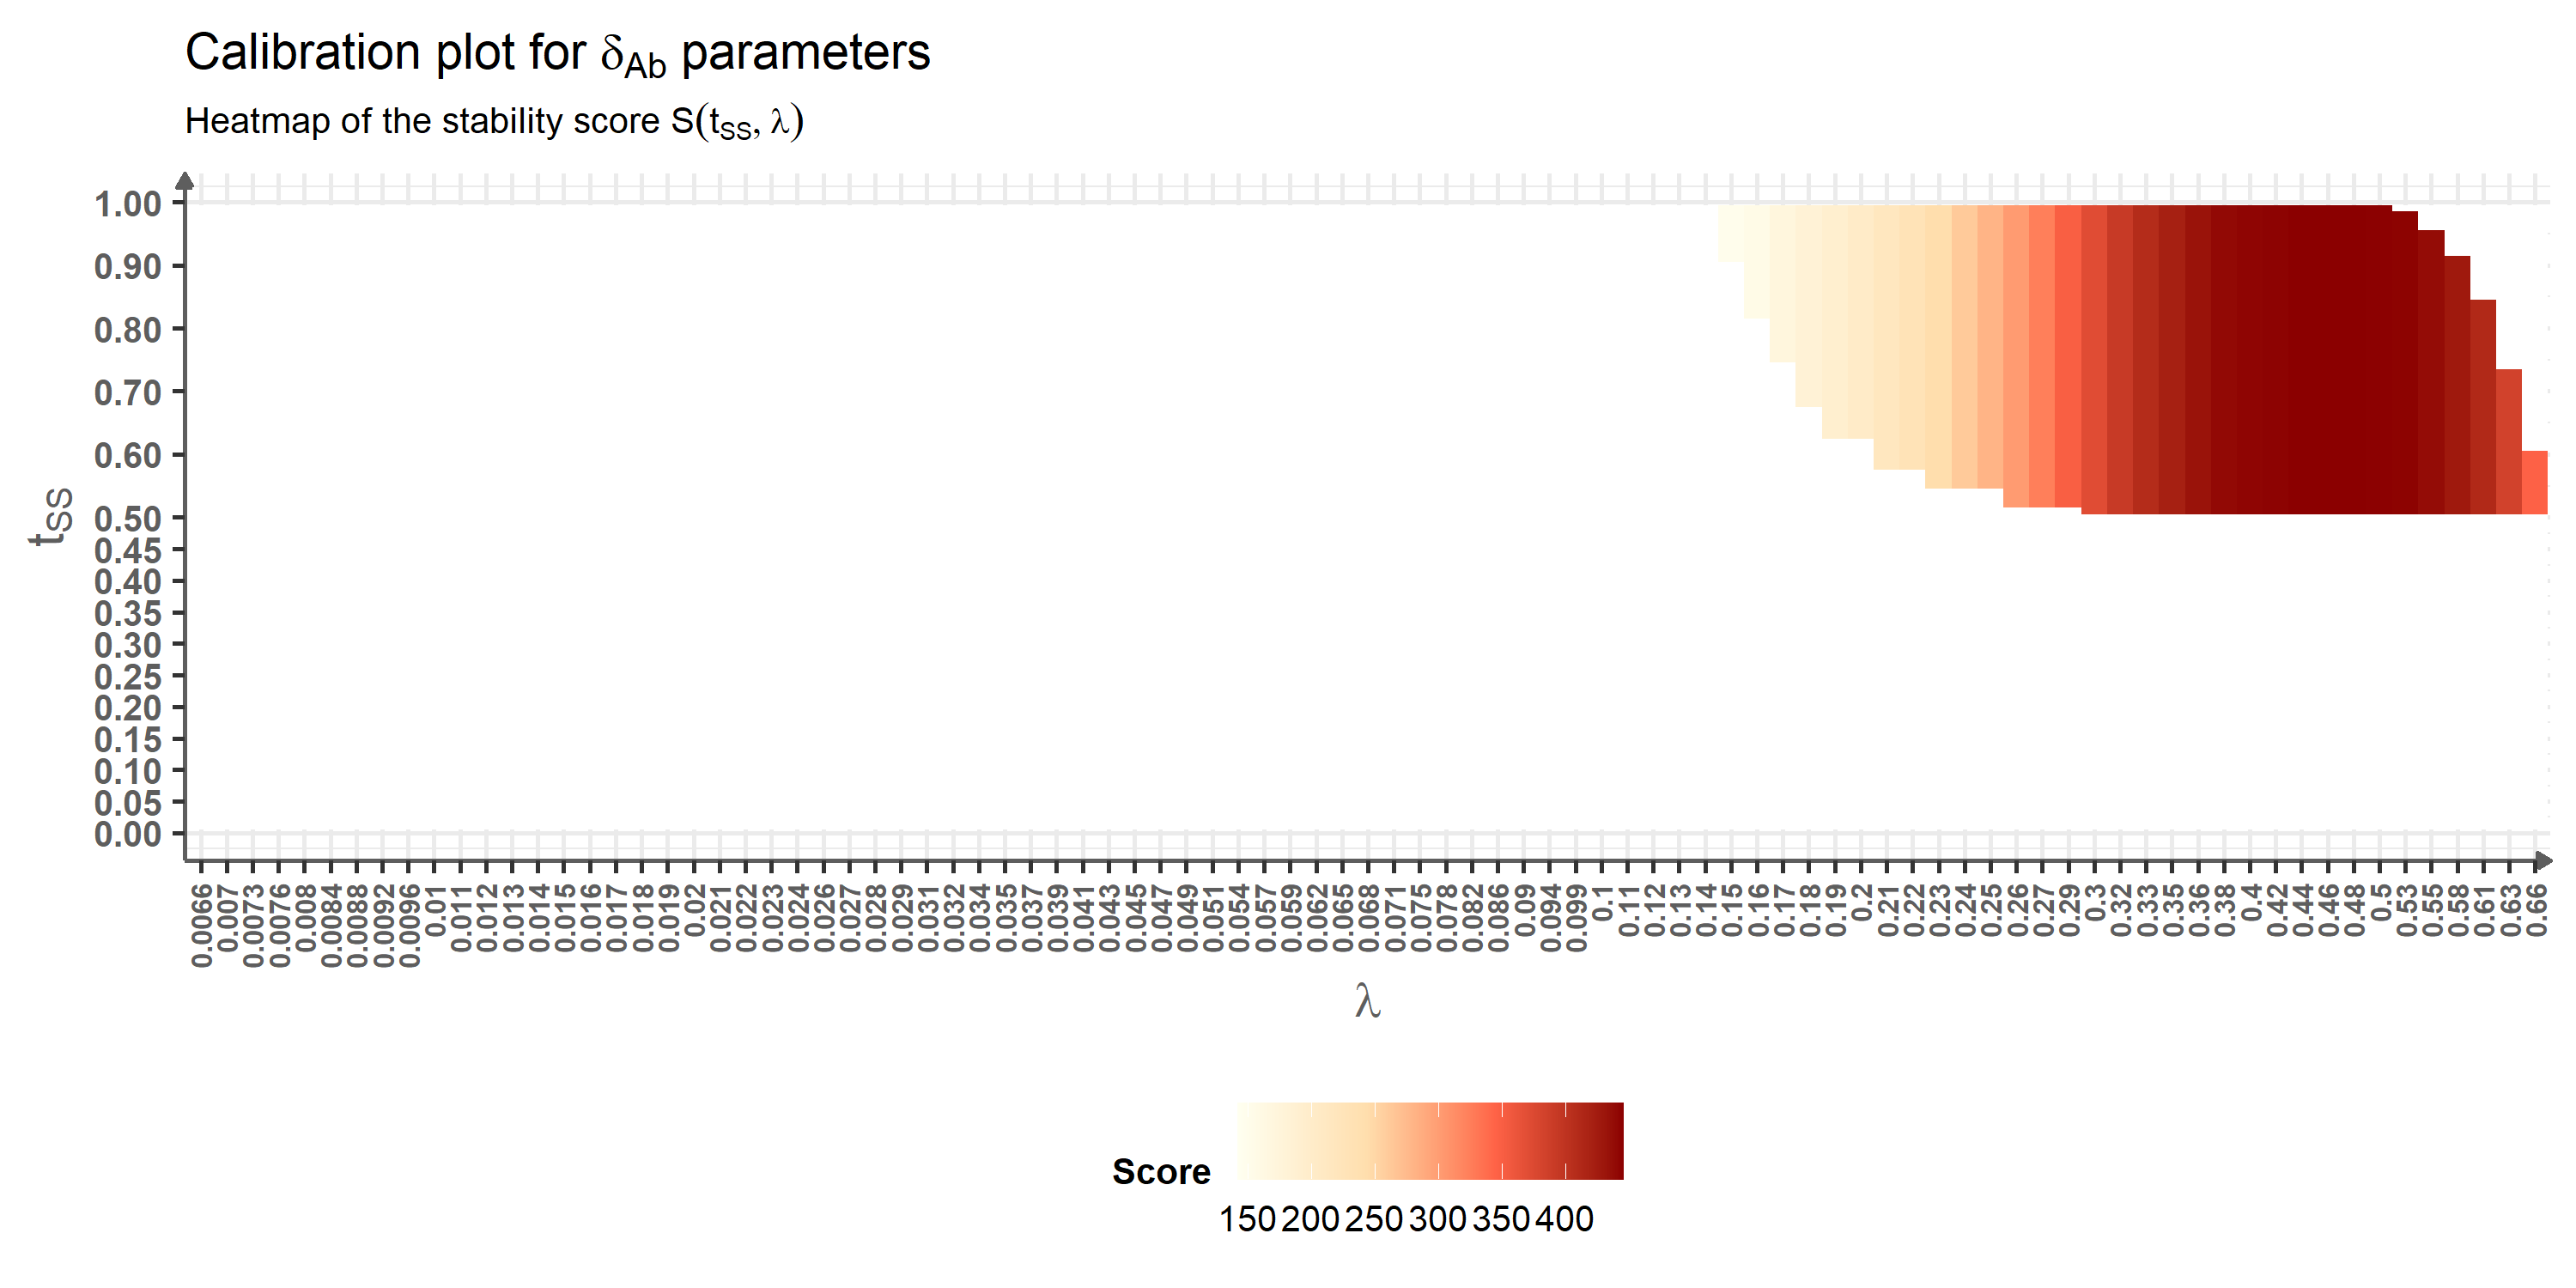 Calibration plot for δAb parameters
Heatmap of the stability score S(tSS, λ)
tSS
1.00
0.90
0.80
0.70
0.60
0.50
0.45
0.40
0.35
0.30
0.25
0.20
0.15
0.10
0.05
0.00
0.0066 0.007 0.0073 0.0076 0.008 0.0084 0.0088 0.0092 0.0096 0.01 0.011 0.012 0.013 0.014 0.015 0.016 0.017 0.018 0.019 0.02 0.021 0.022 0.023 0.024 0.026 0.027 0.028 0.029 0.031 0.032 0.034 0.035 0.037 0.039 0.041 0.043 0.045 0.047 0.049 0.051 0.054 0.057 0.059 0.062 0.065 0.068 0.071 0.075 0.078 0.082 0.086 0.09 0.094 0.099 0.1 0.11 0.12 0.13 0.14 0.15 0.16 0.17 0.18 0.19 0.2 0.21 0.22 0.23 0.24 0.25 0.26 0.27 0.29 0.3 0.32 0.33 0.35 0.36 0.38 0.4 0.42 0.44 0.46 0.48 0.5 0.53 0.55 0.58 0.61 0.63 0.66
λ
Score
150 200 250 300 350 400